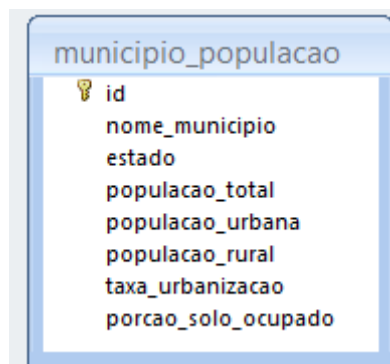 municipio_populacao
id
nome_municipio
estado
populacao_total
populacao_urbana
populacao_rural
taxa_urbanizacao
porcao_solo_ocupado